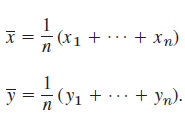 x̄ = 1/n (x₁ + ··· + xₙ)
ȳ = 1/n (y₁ + ··· + yₙ).